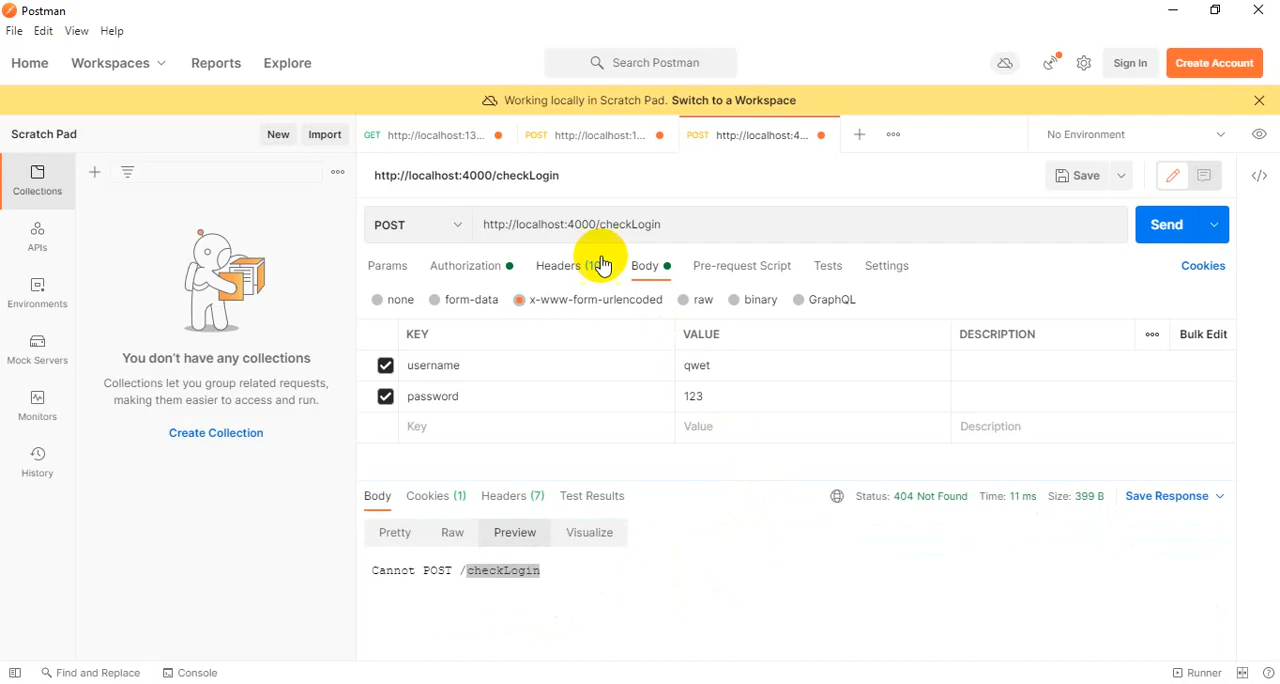 Postman
File Edit View Help
Home Workspaces Reports Explore
Search Postman
Sign In Create Account
Working locally in Scratch Pad. Switch to a Workspace
Scratch Pad New Import
GET http://localhost:13... POST http://localhost:1... POST http://localhost:4... No Environment
Collections
APIs
Environments
Mock Servers
Monitors
History
You don't have any collections
Collections let you group related requests,
making them easier to access and run.
Create Collection
http://localhost:4000/checkLogin Save
POST http://localhost:4000/checkLogin Send
Params Authorization Headers Body Pre-request Script Tests Settings Cookies
none form-data x-www-form-urlencoded raw binary GraphQL
KEY VALUE DESCRIPTION Bulk Edit
username qwet
password 123
Key Value Description
Body Cookies (1) Headers (7) Test Results Status: 404 Not Found Time: 11 ms Size: 399 B Save Response
Pretty Raw Preview Visualize
Cannot POST /checkLogin
Find and Replace Console Runner